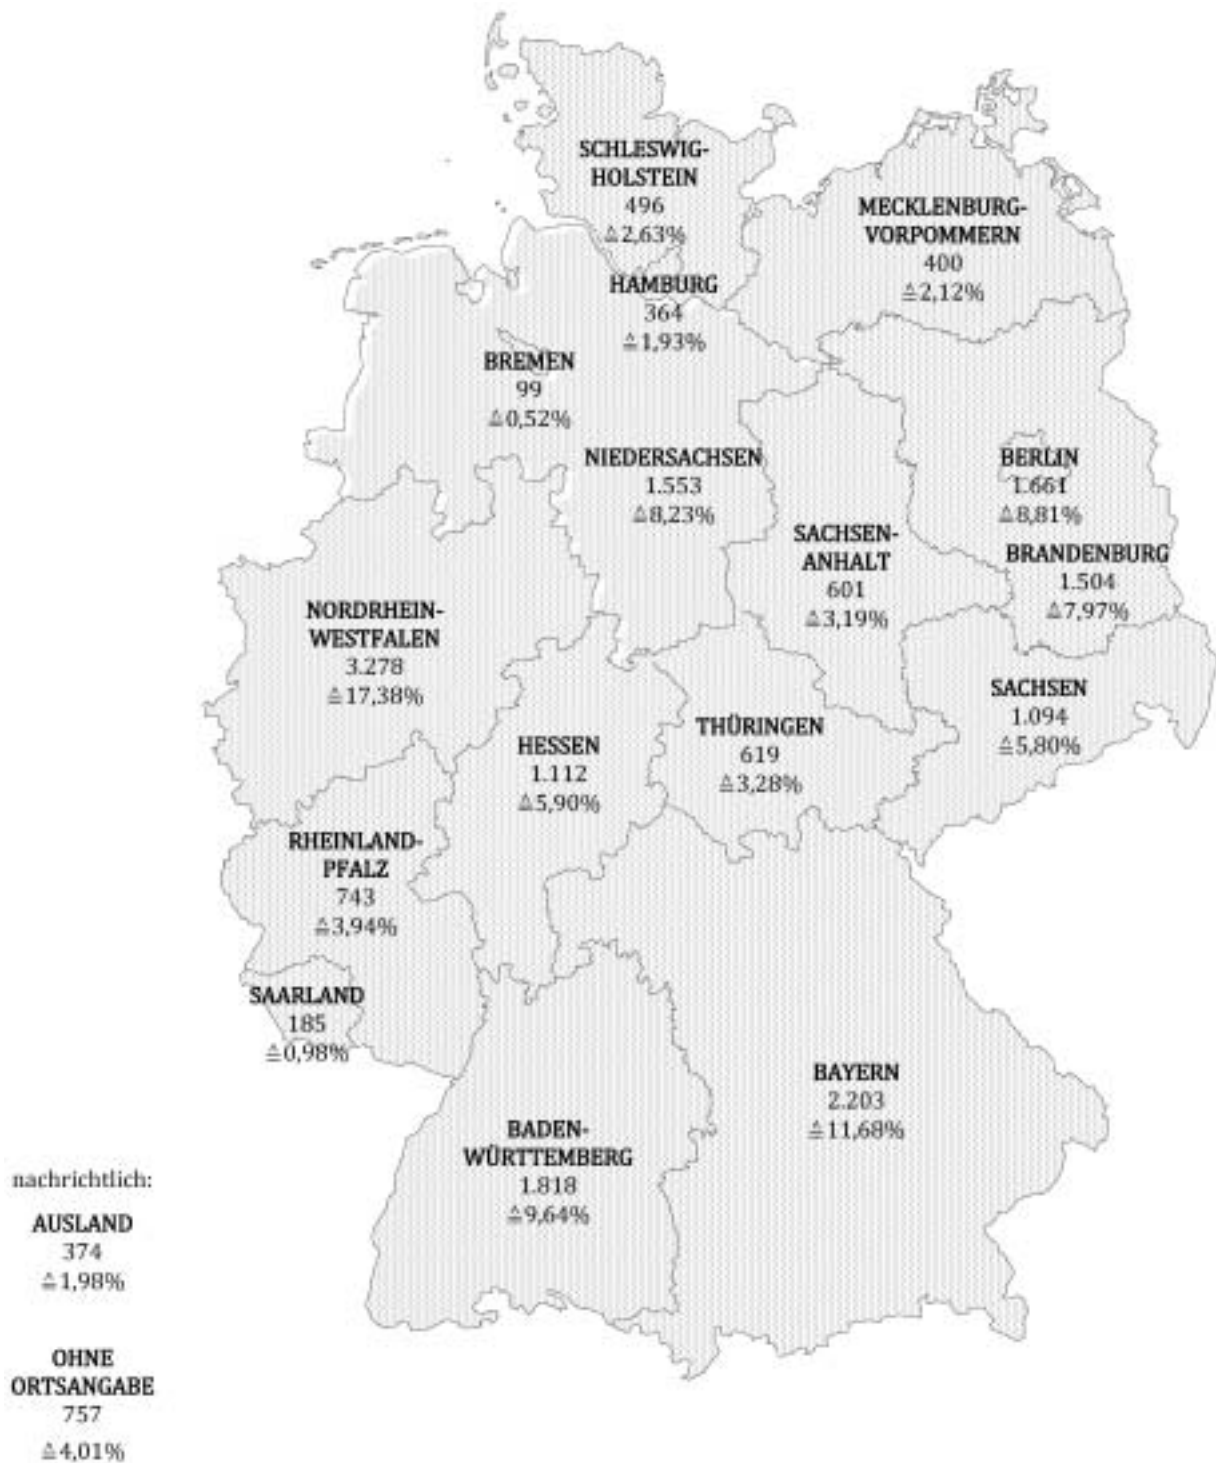 SCHLESWIG-
HOLSTEIN
496
≙2,63%
MECKLENBURG-
VORPOMMERN
400
≙2,12%
HAMBURG
364
≙1,93%
BREMEN
99
≙0,52%
NIEDERSACHSEN
1.553
≙8,23%
BERLIN
1.661
≙8,81%
SACHSEN-
ANHALT
601
≙3,19%
BRANDENBURG
1.504
≙7,97%
NORDRHEIN-
WESTFALEN
3.278
≙17,38%
SACHSEN
1.094
≙5,80%
THÜRINGEN
619
≙3,28%
HESSEN
1.112
≙5,90%
RHEINLAND-
PFALZ
743
≙3,94%
SAARLAND
185
≙0,98%
BAYERN
2.203
≙11,68%
BADEN-
WÜRTTEMBERG
1.818
≙9,64%
nachrichtlich:
AUSLAND
374
≙1,98%
OHNE
ORTSANGABE
757
≙4,01%